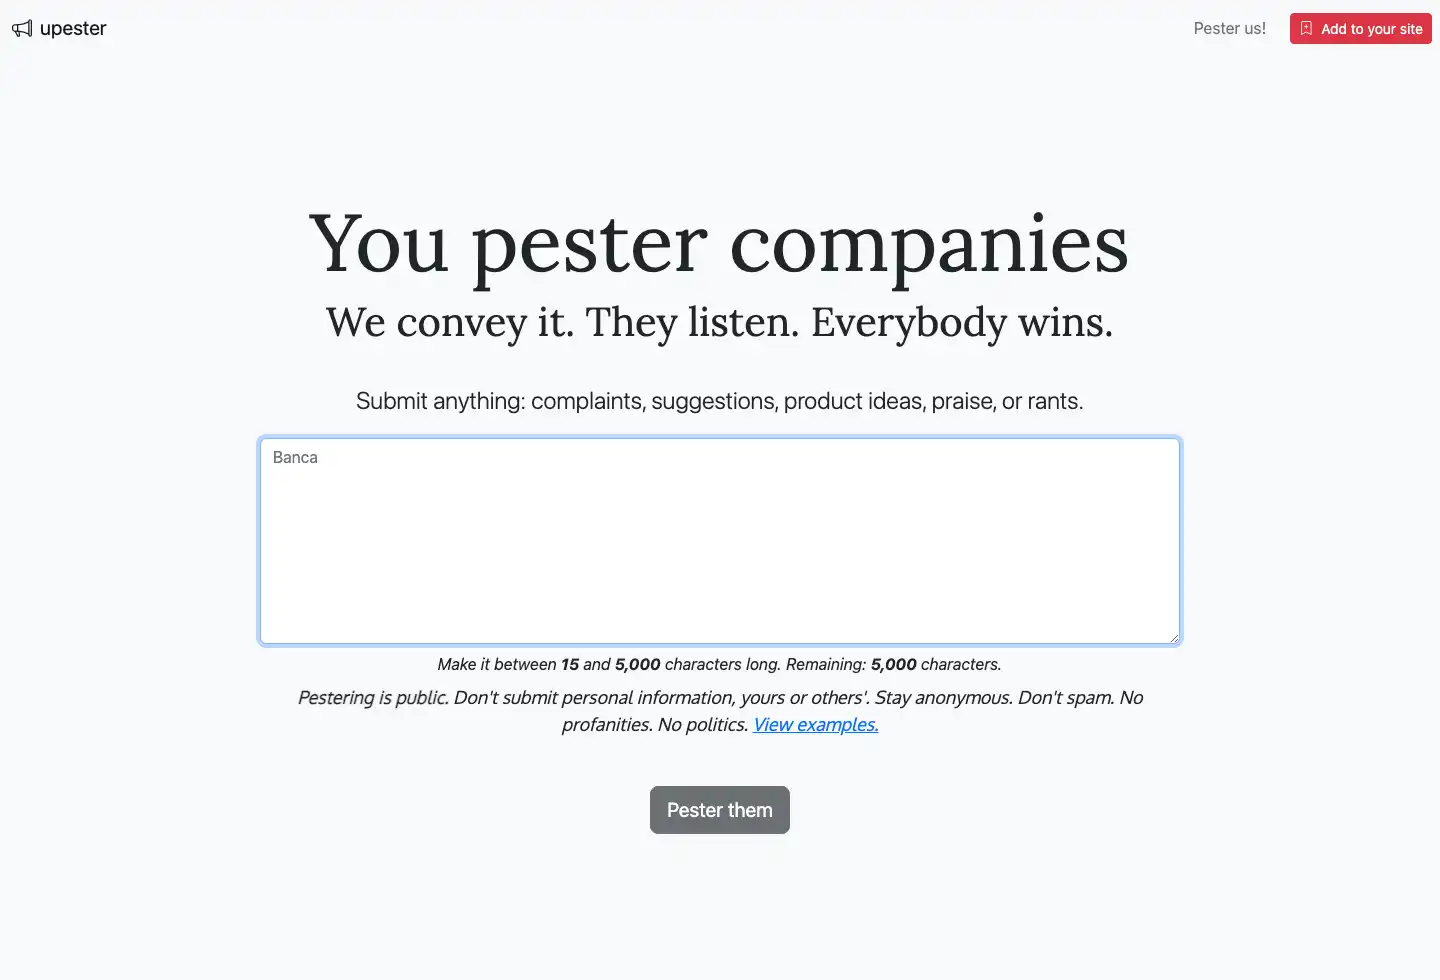 upester
Pester us!
Add to your site
You pester companies
We convey it. They listen. Everybody wins.
Submit anything: complaints, suggestions, product ideas, praise, or rants.
Banca
Make it between 15 and 5,000 characters long. Remaining: 5,000 characters.
Pestering is public. Don't submit personal information, yours or others'. Stay anonymous. Don't spam. No
profanities. No politics. View examples.
Pester them